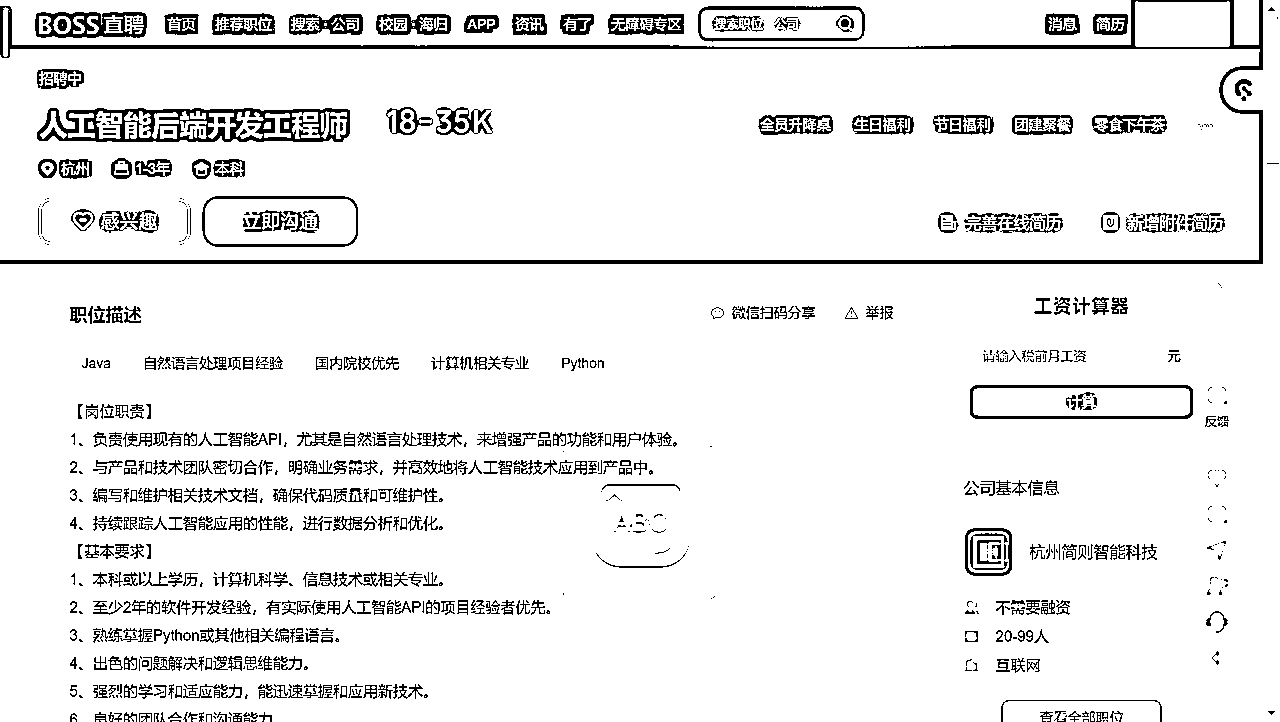 BOSS直聘 首页 推荐职位 搜索·公司 校园·海归 APP 资讯 有了 无障碍专区 搜索职位、公司 消息 简历
招聘中
人工智能后端开发工程师 18-35K
全员升降桌 生日福利 节日福利 团建聚餐 零食下午茶
杭州 1-3年 本科
感兴趣 立即沟通
完善在线简历 新增附件简历
职位描述
微信扫码分享 举报
Java 自然语言处理项目经验 国内院校优先 计算机相关专业 Python
【岗位职责】
1、负责使用现有的人工智能API，尤其是自然语言处理技术，来增强产品的功能和用户体验。
2、与产品和技术团队密切合作，明确业务需求，并高效地将人工智能技术应用到产品中。
3、编写和维护相关技术文档，确保代码质量和可维护性。
4、持续跟踪人工智能应用的性能，进行数据分析和优化。
【基本要求】
1、本科或以上学历，计算机科学、信息技术或相关专业。
2、至少2年的软件开发经验，有实际使用人工智能API的项目经验者优先。
3、熟练掌握Python或其他相关编程语言。
4、出色的问题解决和逻辑思维能力。
5、强烈的学习和适应能力，能迅速掌握和应用新技术。
6、良好的团队合作和沟通能力
ABC
工资计算器
请输入税前月工资 元
计算
反馈
公司基本信息
杭州简则智能科技
不需要融资
20-99人
互联网
查看全部职位